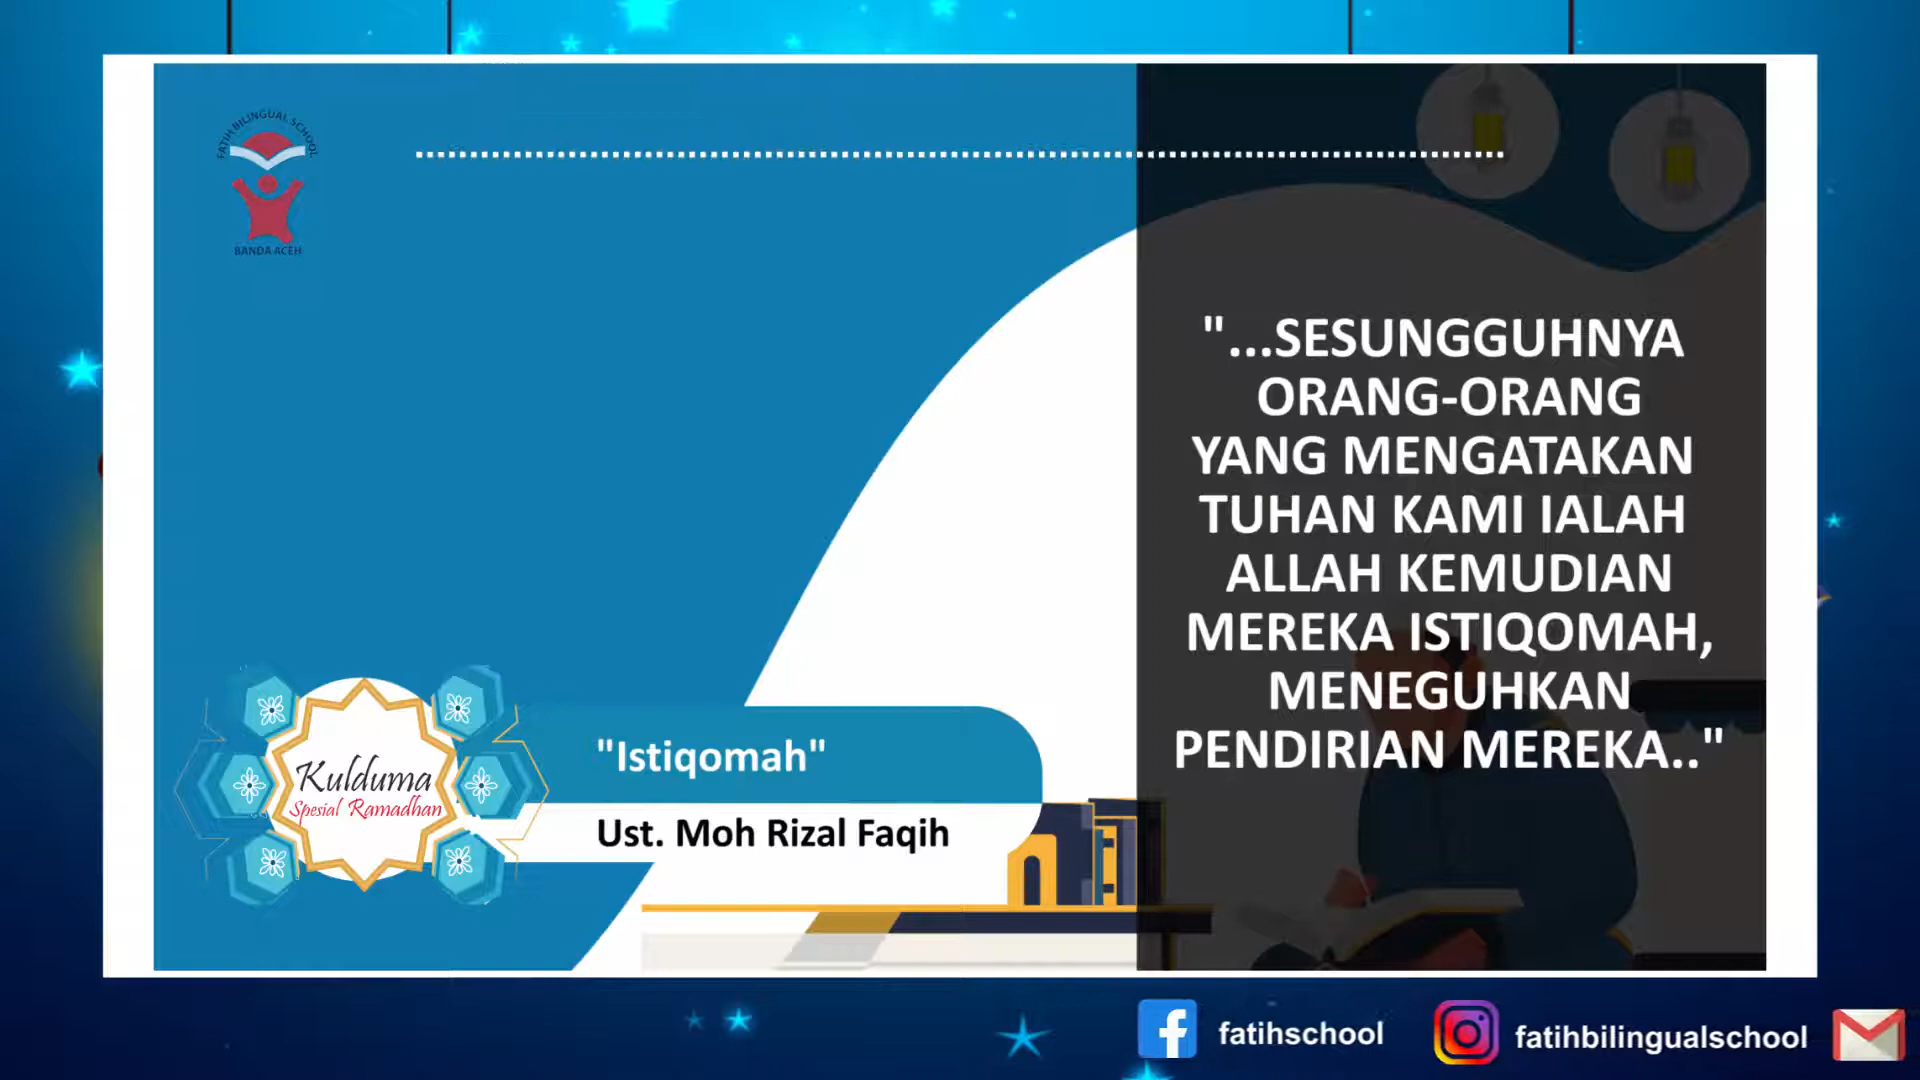 FATIH BILINGUAL SCHOOL
BANDA ACEH
"...SESUNGGUHNYA
ORANG-ORANG
YANG MENGATAKAN
TUHAN KAMI IALAH
ALLAH KEMUDIAN
MEREKA ISTIQOMAH,
MENEGUHKAN
PENDIRIAN MEREKA.."
Kulduma
Spesial Ramadhan
"Istiqomah"
Ust. Moh Rizal Faqih
fatihschool
fatihbilingualschool